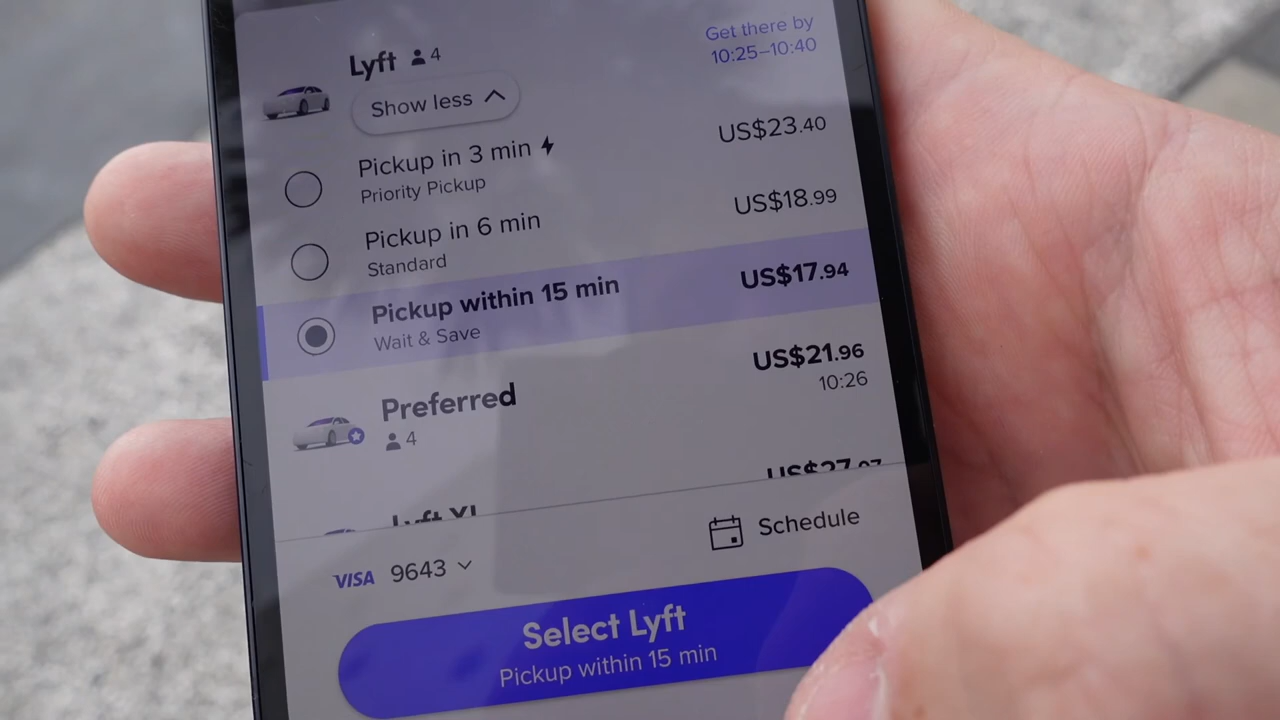 Lyft 4
Get there by
10:25–10:40
Show less
Pickup in 3 min
US$23.40
Priority Pickup
Pickup in 6 min
US$18.99
Standard
Pickup within 15 min
US$17.94
Wait & Save
Preferred
US$21.96
10:26
4
Lyft XL
VISA 9643
Schedule
Select Lyft
Pickup within 15 min